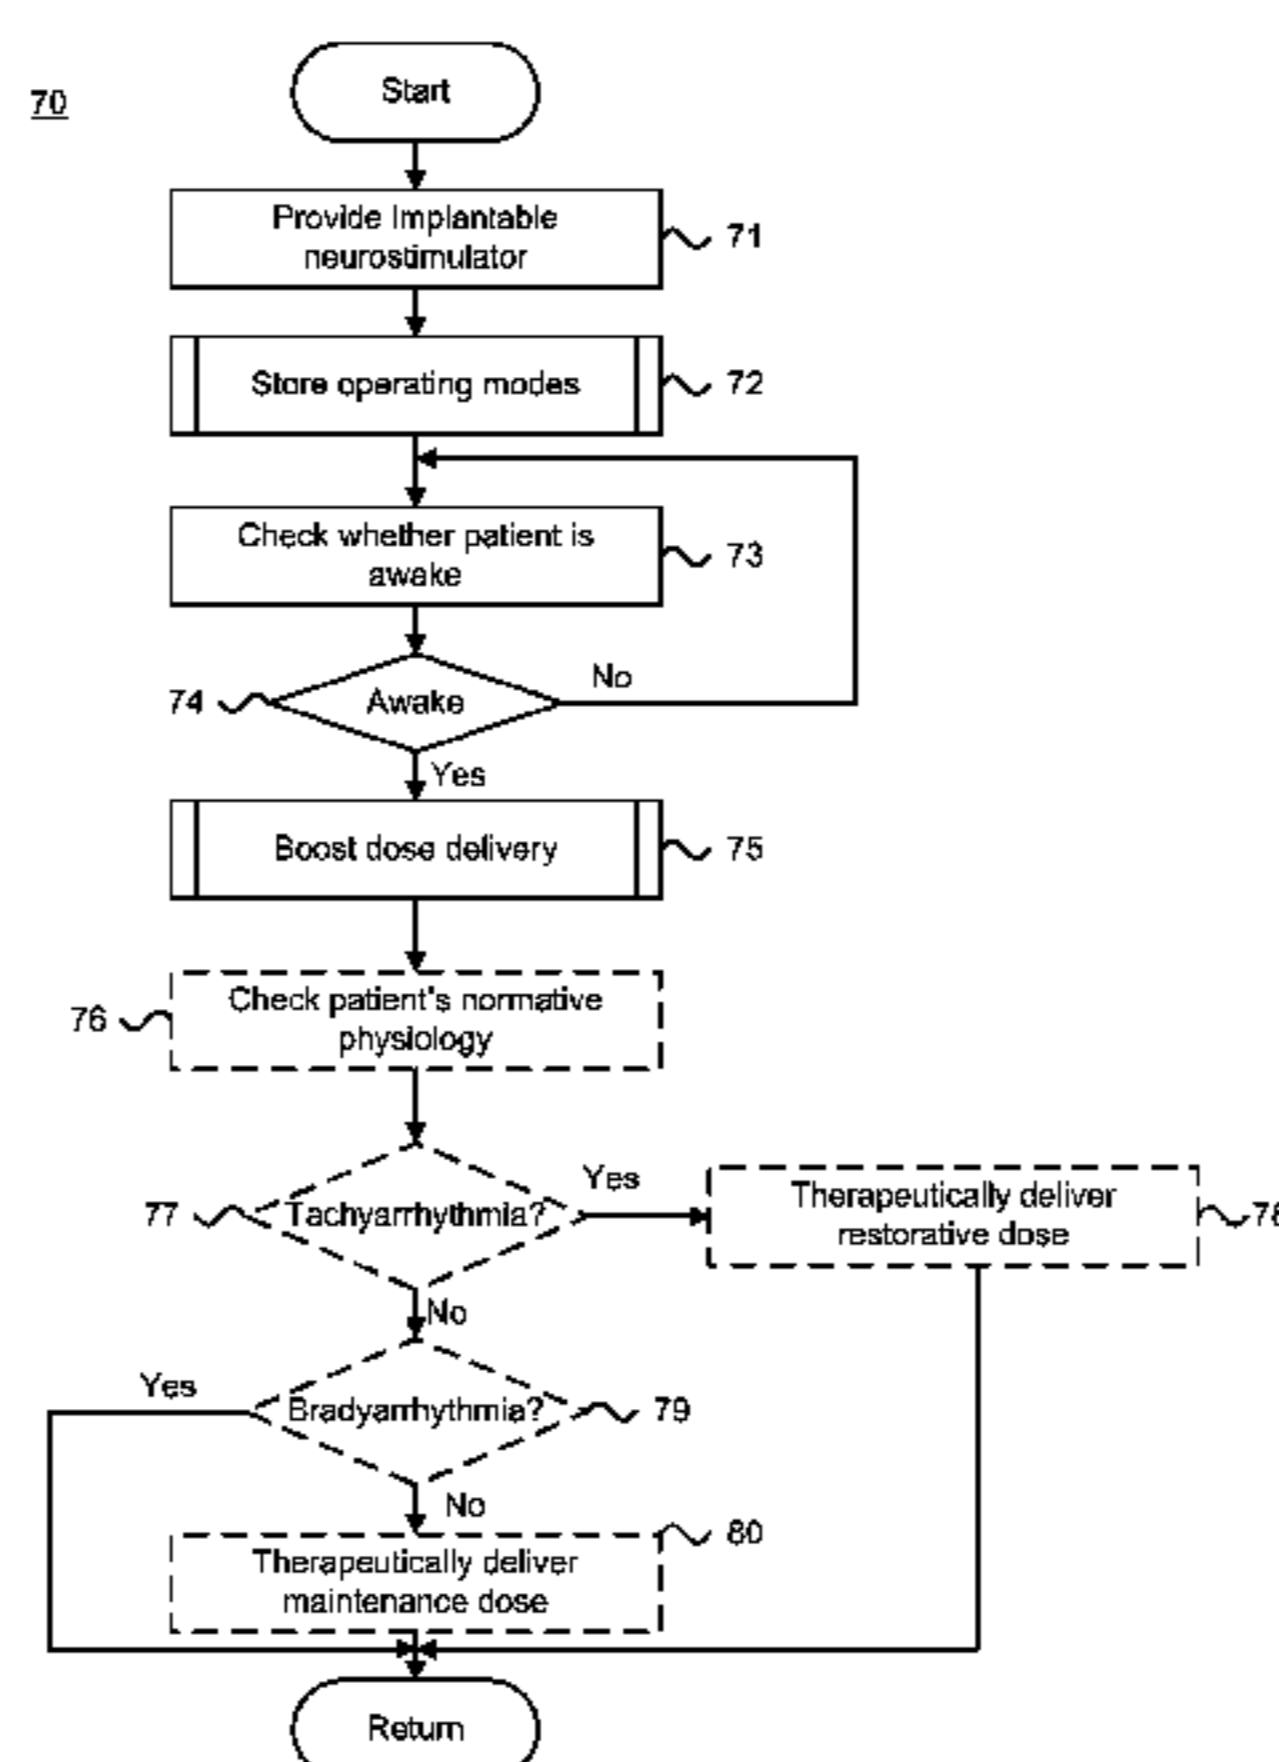 70
Start
Provide Implantable
neurostimulator
71
Store operating modes
72
Check whether patient is
awake
73
74
Awake
No
Yes
Boost dose delivery
75
76
Check patient's normative
physiology
77
Tachyarrhythmia?
Yes
Therapeutically deliver
restorative dose
No
Yes
Bradyarrhythmia?
79
No
80
Therapeutically deliver
maintenance dose
Return